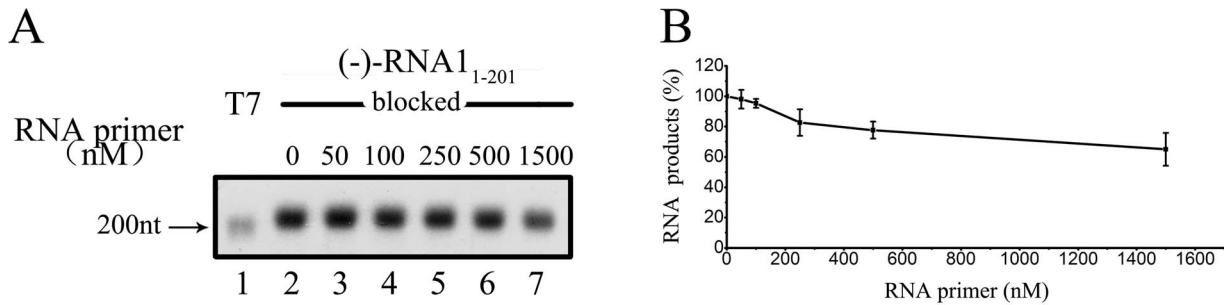 A
(-)-RNA1₁₋₂₀₁
T7 blocked
RNA primer
(nM) 0 50 100 250 500 1500
200nt
1 2 3 4 5 6 7
B
RNA products (%)
120
100
80
60
40
20
0
0 200 400 600 800 1000 1200 1400 1600
RNA primer (nM)